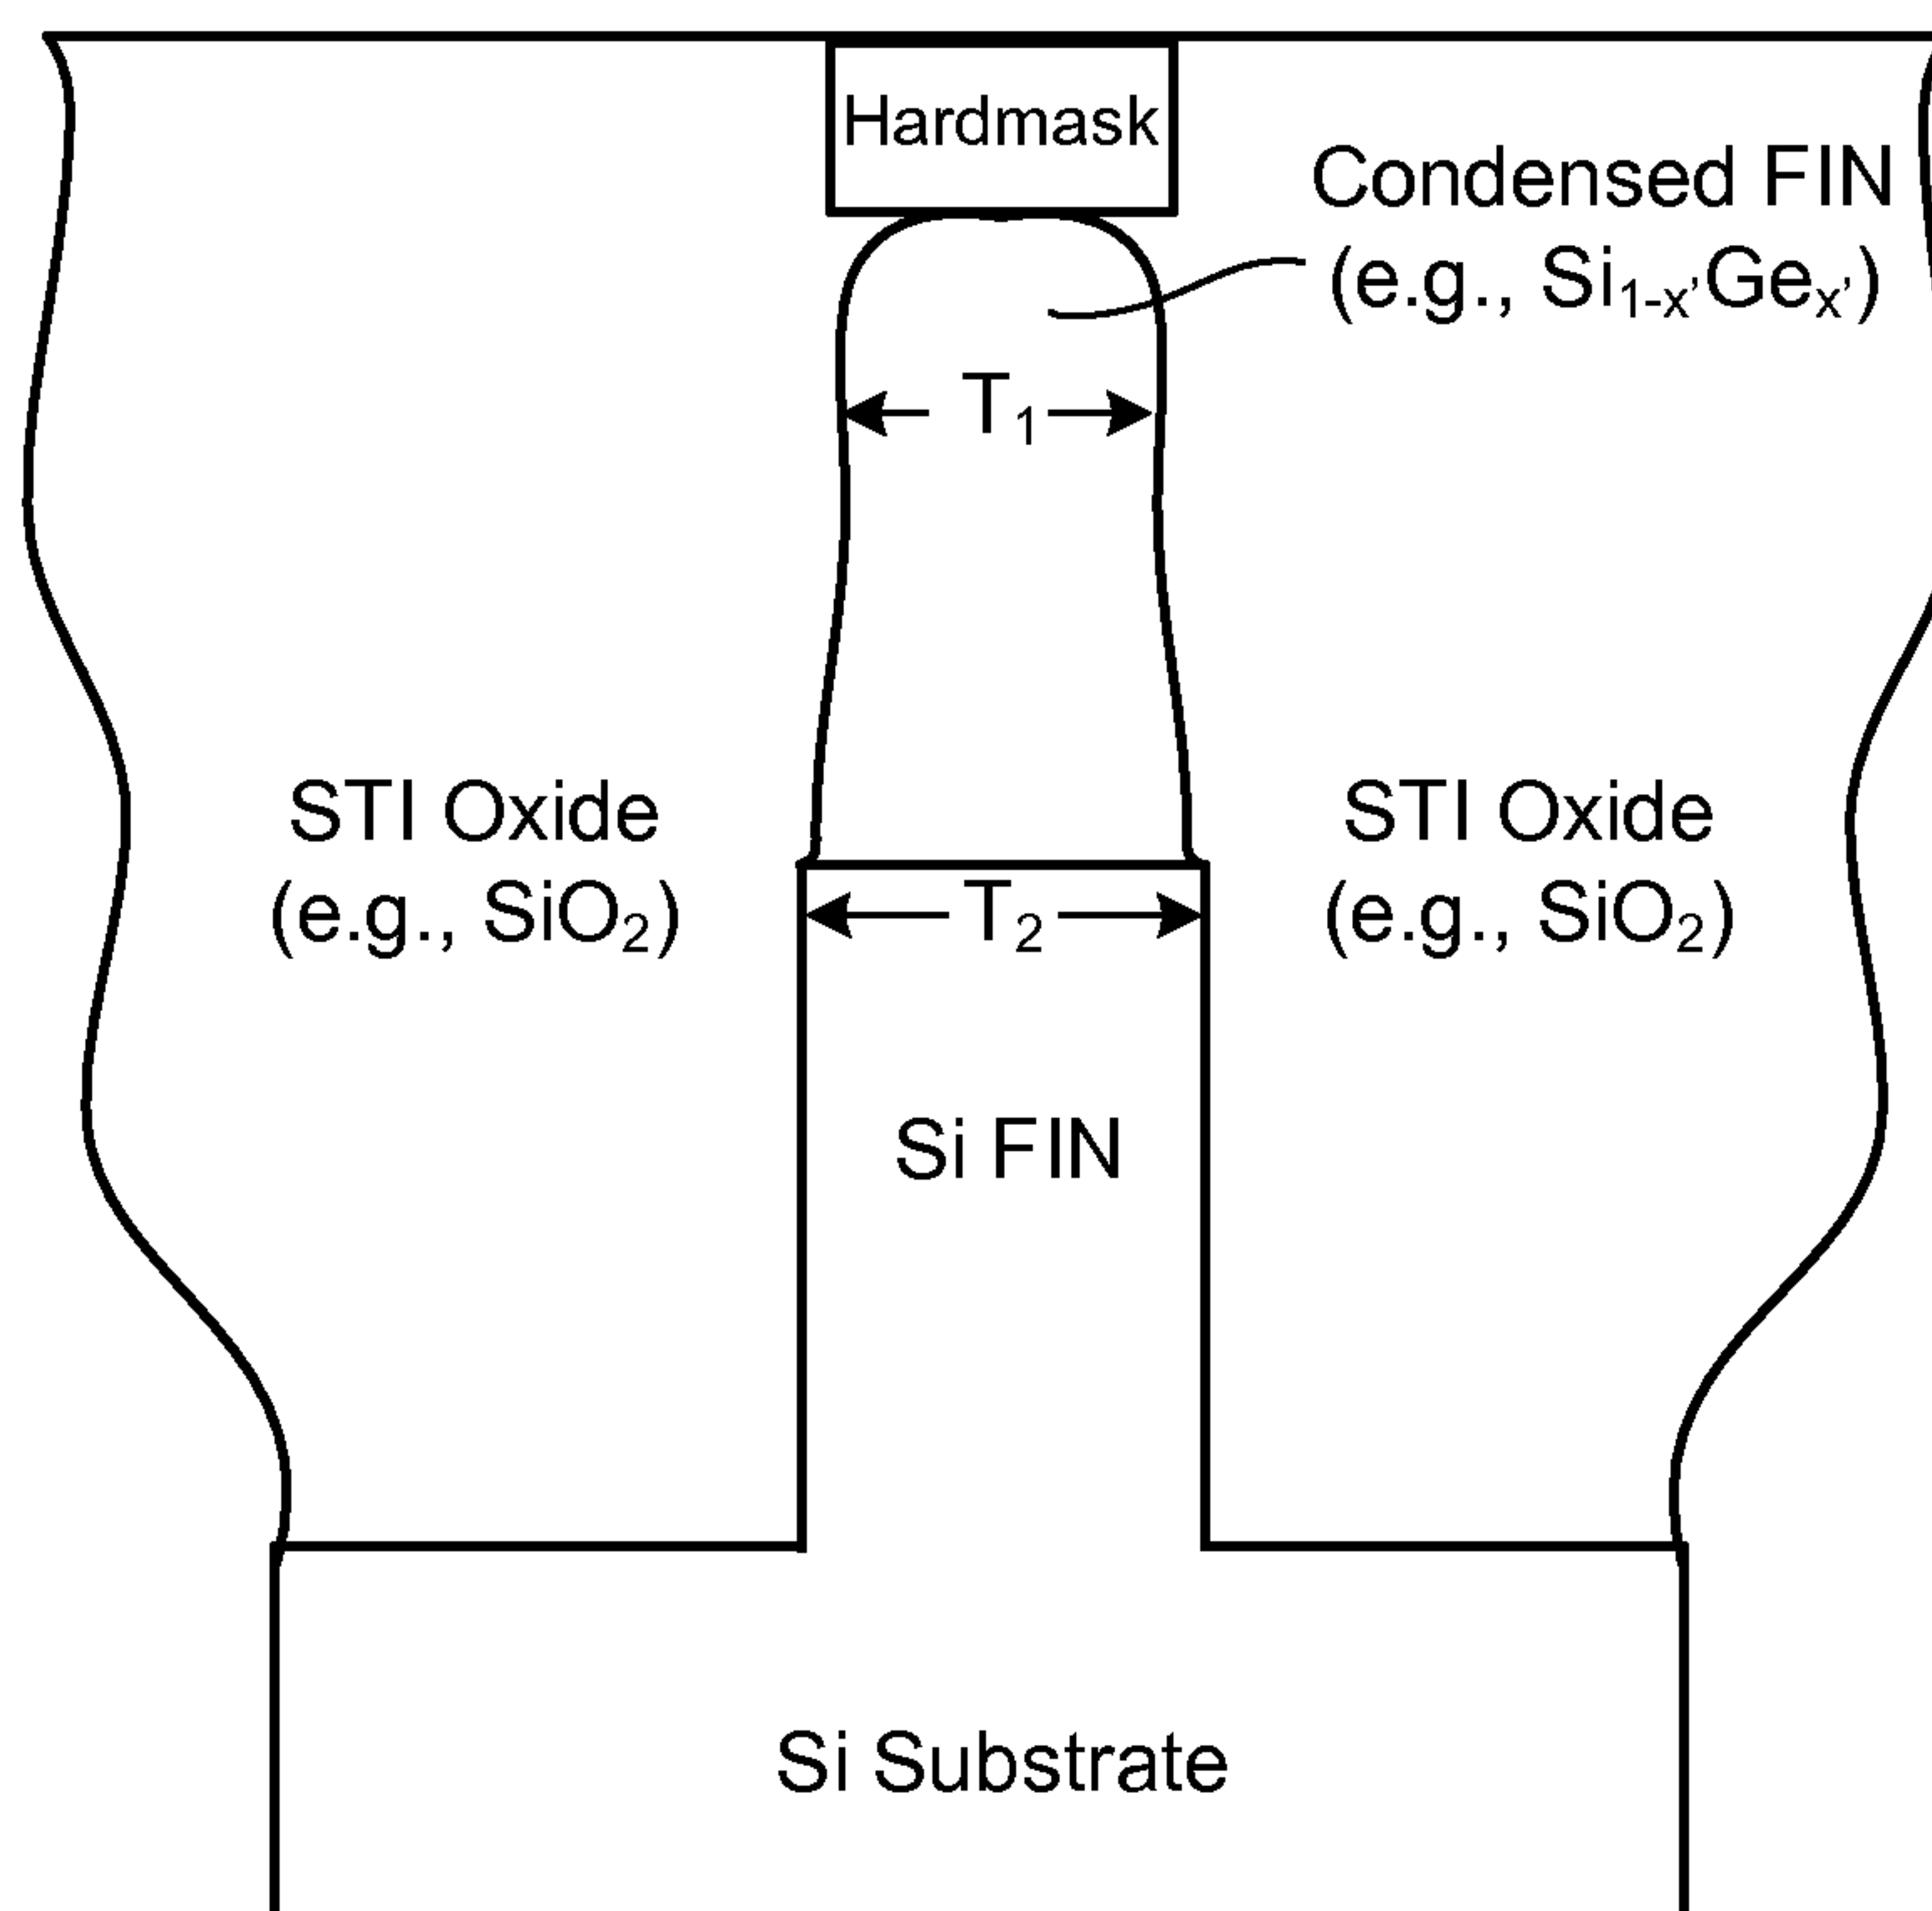 Hardmask
Condensed FIN
(e.g., Si₁₋ₓ’Geₓ’)
T₁
STI Oxide
(e.g., SiO₂)
STI Oxide
(e.g., SiO₂)
T₂
Si FIN
Si Substrate